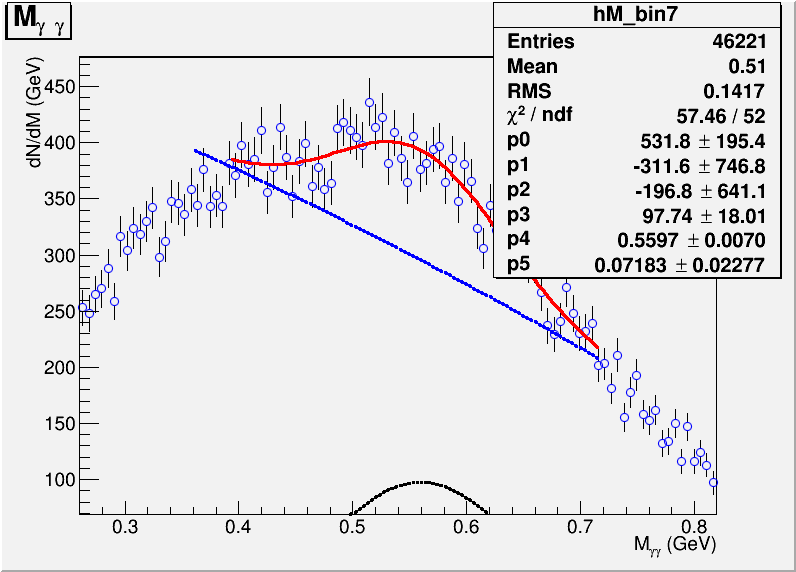 M γ γ
hM_bin7
Entries 46221
Mean 0.51
RMS 0.1417
χ² / ndf 57.46 / 52
p0 531.8 ± 195.4
p1 -311.6 ± 746.8
p2 -196.8 ± 641.1
p3 97.74 ± 18.01
p4 0.5597 ± 0.0070
p5 0.07183 ± 0.02277
dN/dM (GeV)
450
400
350
300
250
200
150
100
0.3 0.4 0.5 0.6 0.7 0.8
Mγγ (GeV)